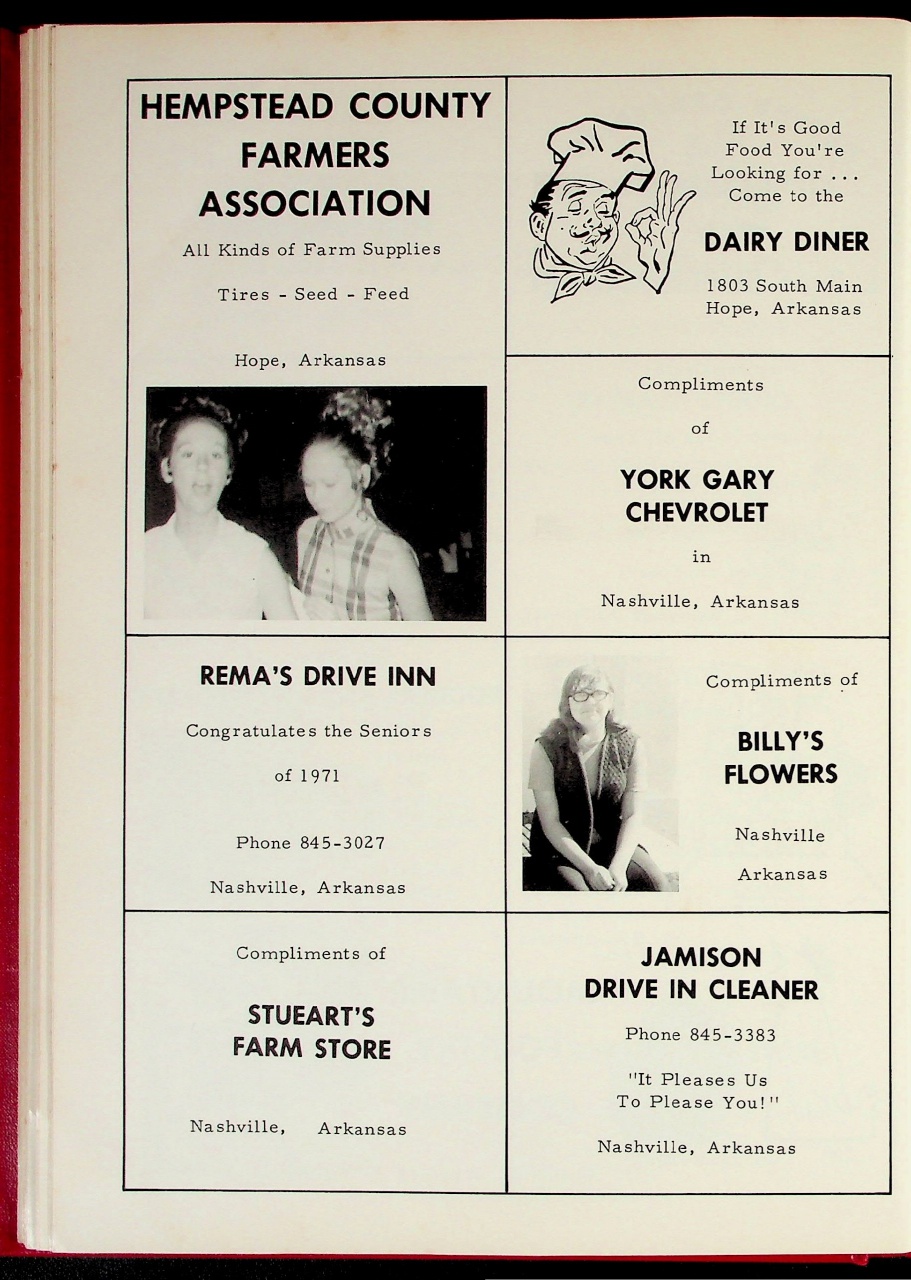 HEMPSTEAD COUNTY
FARMERS
ASSOCIATION
All Kinds of Farm Supplies
Tires - Seed - Feed
Hope, Arkansas
If It's Good
Food You're
Looking for ...
Come to the
DAIRY DINER
1803 South Main
Hope, Arkansas
Compliments
of
YORK GARY
CHEVROLET
in
Nashville, Arkansas
REMA'S DRIVE INN
Congratulates the Seniors
of 1971
Phone 845-3027
Nashville, Arkansas
Compliments of
BILLY'S
FLOWERS
Nashville
Arkansas
Compliments of
STUEART'S
FARM STORE
Nashville, Arkansas
JAMISON
DRIVE IN CLEANER
Phone 845-3383
"It Pleases Us
To Please You!"
Nashville, Arkansas